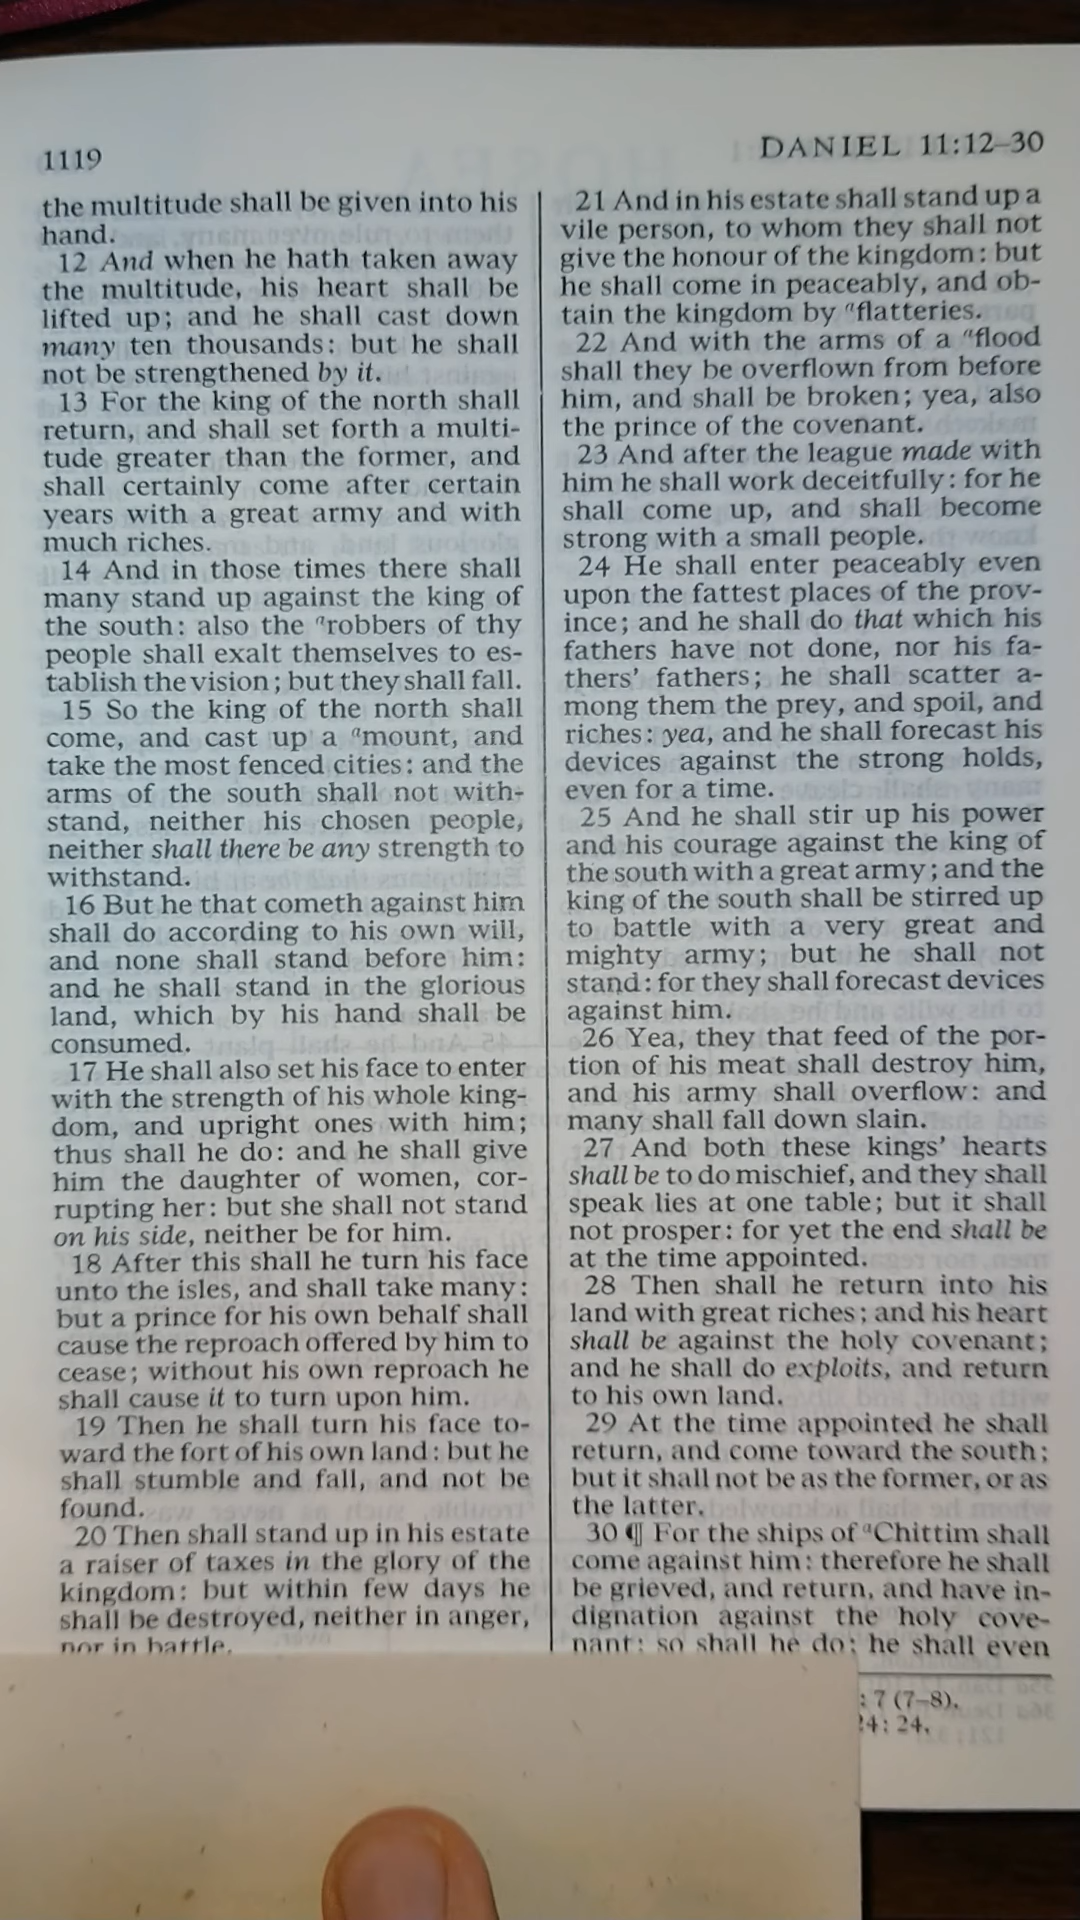 1119
DANIEL 11:12–30
the multitude shall be given into his
hand.
12 And when he hath taken away
the multitude, his heart shall be
lifted up; and he shall cast down
many ten thousands: but he shall
not be strengthened by it.
13 For the king of the north shall
return, and shall set forth a multi-
tude greater than the former, and
shall certainly come after certain
years with a great army and with
much riches.
14 And in those times there shall
many stand up against the king of
the south: also the ᵃrobbers of thy
people shall exalt themselves to es-
tablish the vision; but they shall fall.
15 So the king of the north shall
come, and cast up a ᵃmount, and
take the most fenced cities: and the
arms of the south shall not with-
stand, neither his chosen people,
neither shall there be any strength to
withstand.
16 But he that cometh against him
shall do according to his own will,
and none shall stand before him:
and he shall stand in the glorious
land, which by his hand shall be
consumed.
17 He shall also set his face to enter
with the strength of his whole king-
dom, and upright ones with him;
thus shall he do: and he shall give
him the daughter of women, cor-
rupting her: but she shall not stand
on his side, neither be for him.
18 After this shall he turn his face
unto the isles, and shall take many:
but a prince for his own behalf shall
cause the reproach offered by him to
cease; without his own reproach he
shall cause it to turn upon him.
19 Then he shall turn his face to-
ward the fort of his own land: but he
shall stumble and fall, and not be
found.
20 Then shall stand up in his estate
a raiser of taxes in the glory of the
kingdom: but within few days he
shall be destroyed, neither in anger,
nor in battle.
21 And in his estate shall stand up a
vile person, to whom they shall not
give the honour of the kingdom: but
he shall come in peaceably, and ob-
tain the kingdom by ᵃflatteries.
22 And with the arms of a ᵃflood
shall they be overflown from before
him, and shall be broken; yea, also
the prince of the covenant.
23 And after the league made with
him he shall work deceitfully: for he
shall come up, and shall become
strong with a small people.
24 He shall enter peaceably even
upon the fattest places of the prov-
ince; and he shall do that which his
fathers have not done, nor his fa-
thers' fathers; he shall scatter a-
mong them the prey, and spoil, and
riches: yea, and he shall forecast his
devices against the strong holds,
even for a time.
25 And he shall stir up his power
and his courage against the king of
the south with a great army; and the
king of the south shall be stirred up
to battle with a very great and
mighty army; but he shall not
stand: for they shall forecast devices
against him.
26 Yea, they that feed of the por-
tion of his meat shall destroy him,
and his army shall overflow: and
many shall fall down slain.
27 And both these kings' hearts
shall be to do mischief, and they shall
speak lies at one table; but it shall
not prosper: for yet the end shall be
at the time appointed.
28 Then shall he return into his
land with great riches; and his heart
shall be against the holy covenant;
and he shall do exploits, and return
to his own land.
29 At the time appointed he shall
return, and come toward the south;
but it shall not be as the former, or as
the latter.
30 ¶ For the ships of ᵃChittim shall
come against him: therefore he shall
be grieved, and return, and have in-
dignation against the holy cove-
nant: so shall he do; he shall even
: 7 (7–8).
24: 24.